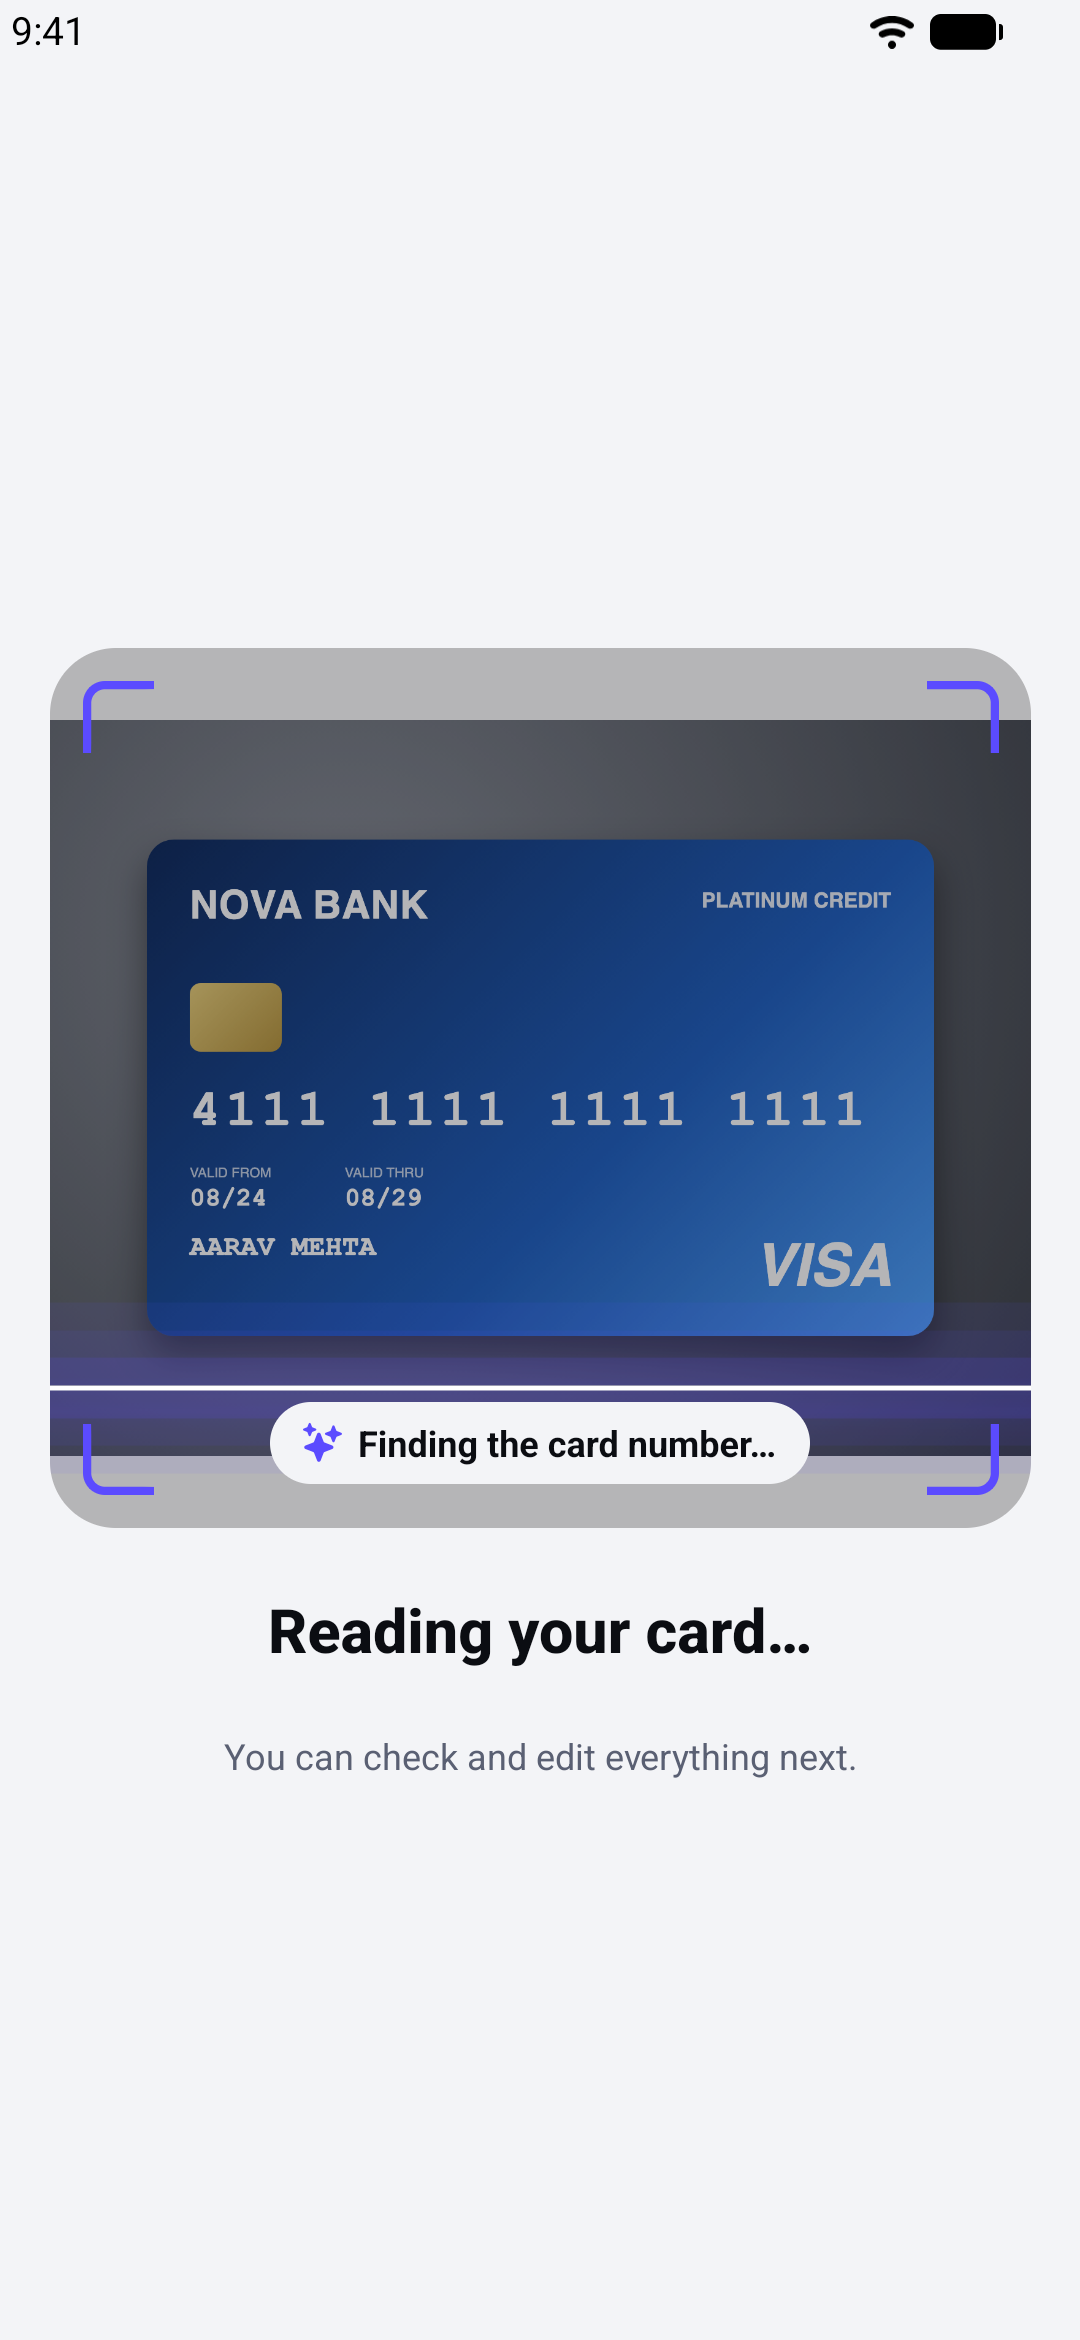 9:41
NOVA BANK
PLATINUM CREDIT
4111 1111 1111 1111
VALID FROM
VALID THRU
08/24
08/29
AARAV MEHTA
VISA
Finding the card number...
Reading your card...
You can check and edit everything next.